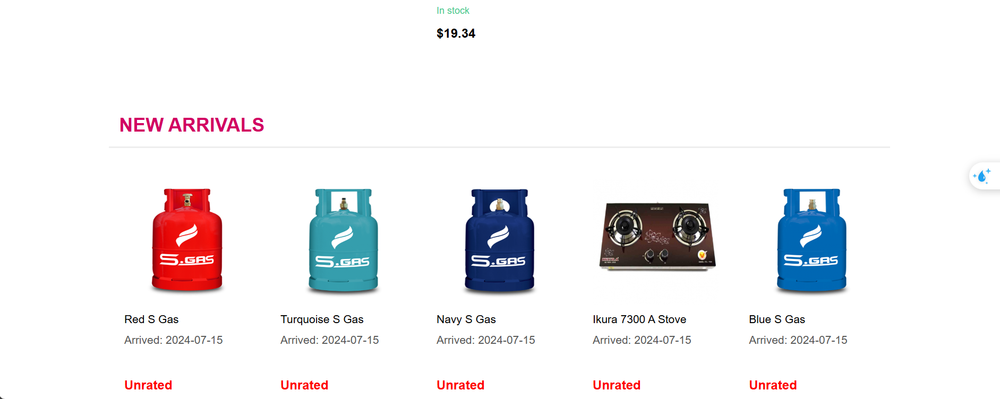 In stock
$19.34
NEW ARRIVALS
S.GAS
S.GAS
S.GAS
S.GAS
Red S Gas
Turquoise S Gas
Navy S Gas
Ikura 7300 A Stove
Blue S Gas
Arrived: 2024-07-15
Arrived: 2024-07-15
Arrived: 2024-07-15
Arrived: 2024-07-15
Arrived: 2024-07-15
Unrated
Unrated
Unrated
Unrated
Unrated